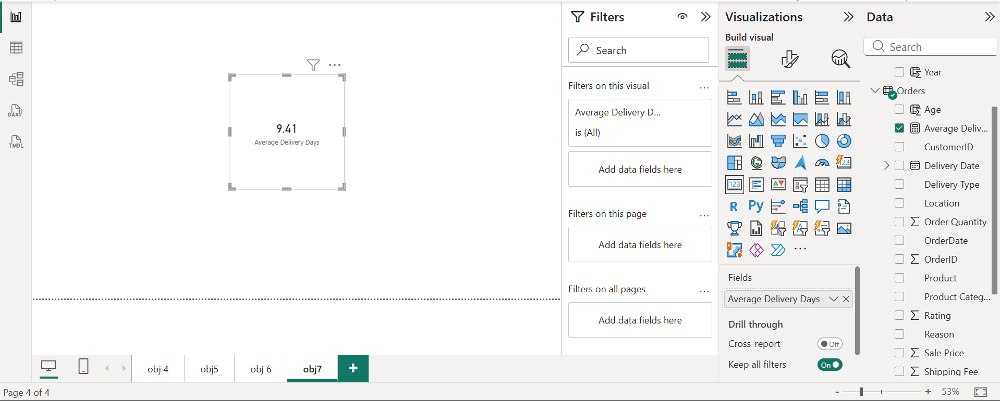 DAX
TMDL
9.41
Average Delivery Days
obj 4
obj5
obj 6
obj7
+
Page 4 of 4
Filters
Search
Filters on this visual
...
Average Delivery D...
is (All)
Add data fields here
Filters on this page
...
Add data fields here
Filters on all pages
...
Add data fields here
Visualizations
Build visual
123
123
R
Py
...
Fields
Average Delivery Days
Drill through
Cross-report
Off
Keep all filters
On
Data
Search
Year
Orders
Age
Average Deliv...
CustomerID
Delivery Date
Delivery Type
Location
Order Quantity
OrderDate
OrderID
Product
Product Categ...
Rating
Reason
Sale Price
Shipping Fee
- + 53%